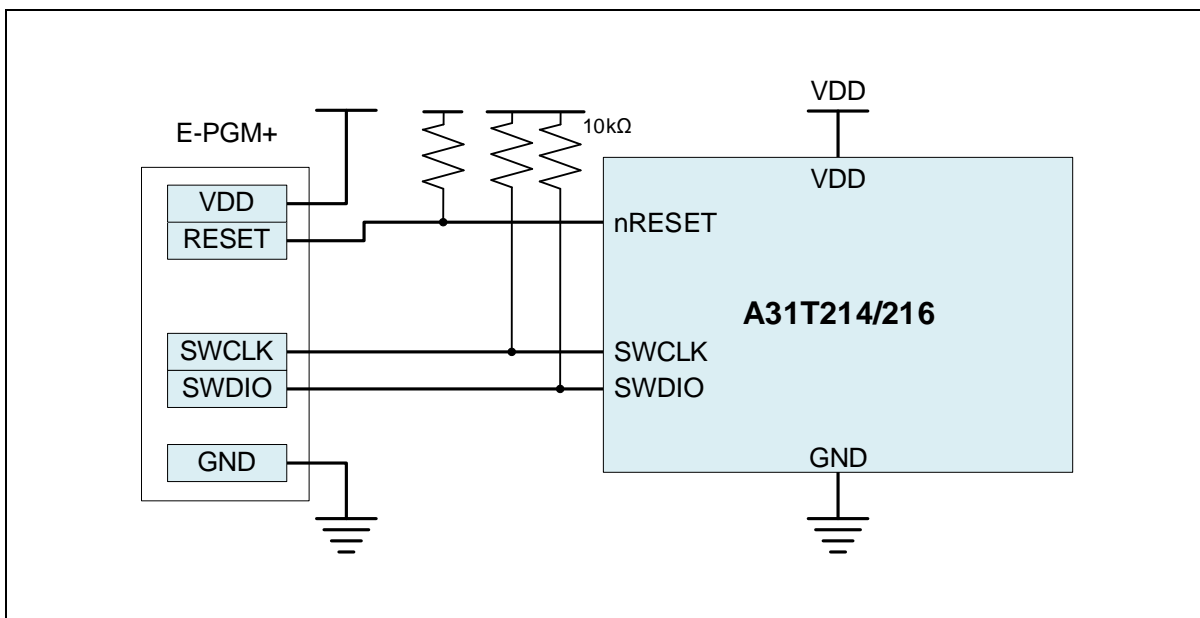 VDD
E-PGM+
10kΩ
VDD
VDD
RESET
nRESET
A31T214/216
SWCLK
SWCLK
SWDIO
SWDIO
GND
GND